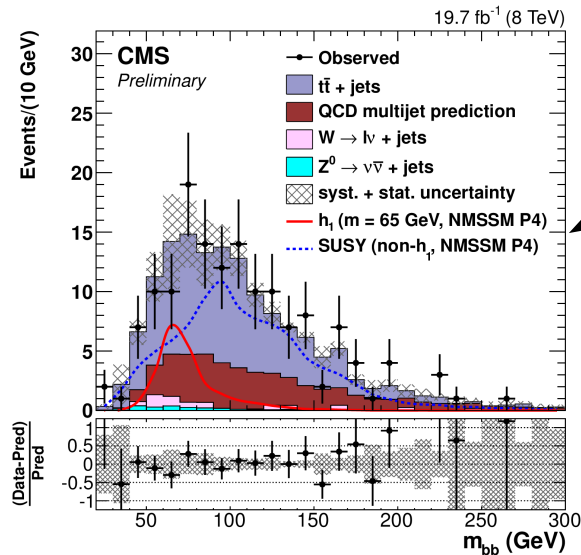 19.7 fb⁻¹ (8 TeV)
CMS
Preliminary
Events/(10 GeV)
30
25
20
15
10
5
0
Observed
tt̄ + jets
QCD multijet prediction
W → lν + jets
Z⁰ → νν̄ + jets
syst. + stat. uncertainty
h₁ (m = 65 GeV, NMSSM P4)
SUSY (non-h₁, NMSSM P4)
(Data-Pred)
Pred
1
0.5
0
-0.5
-1
50 100 150 200 250 300
m_bb (GeV)